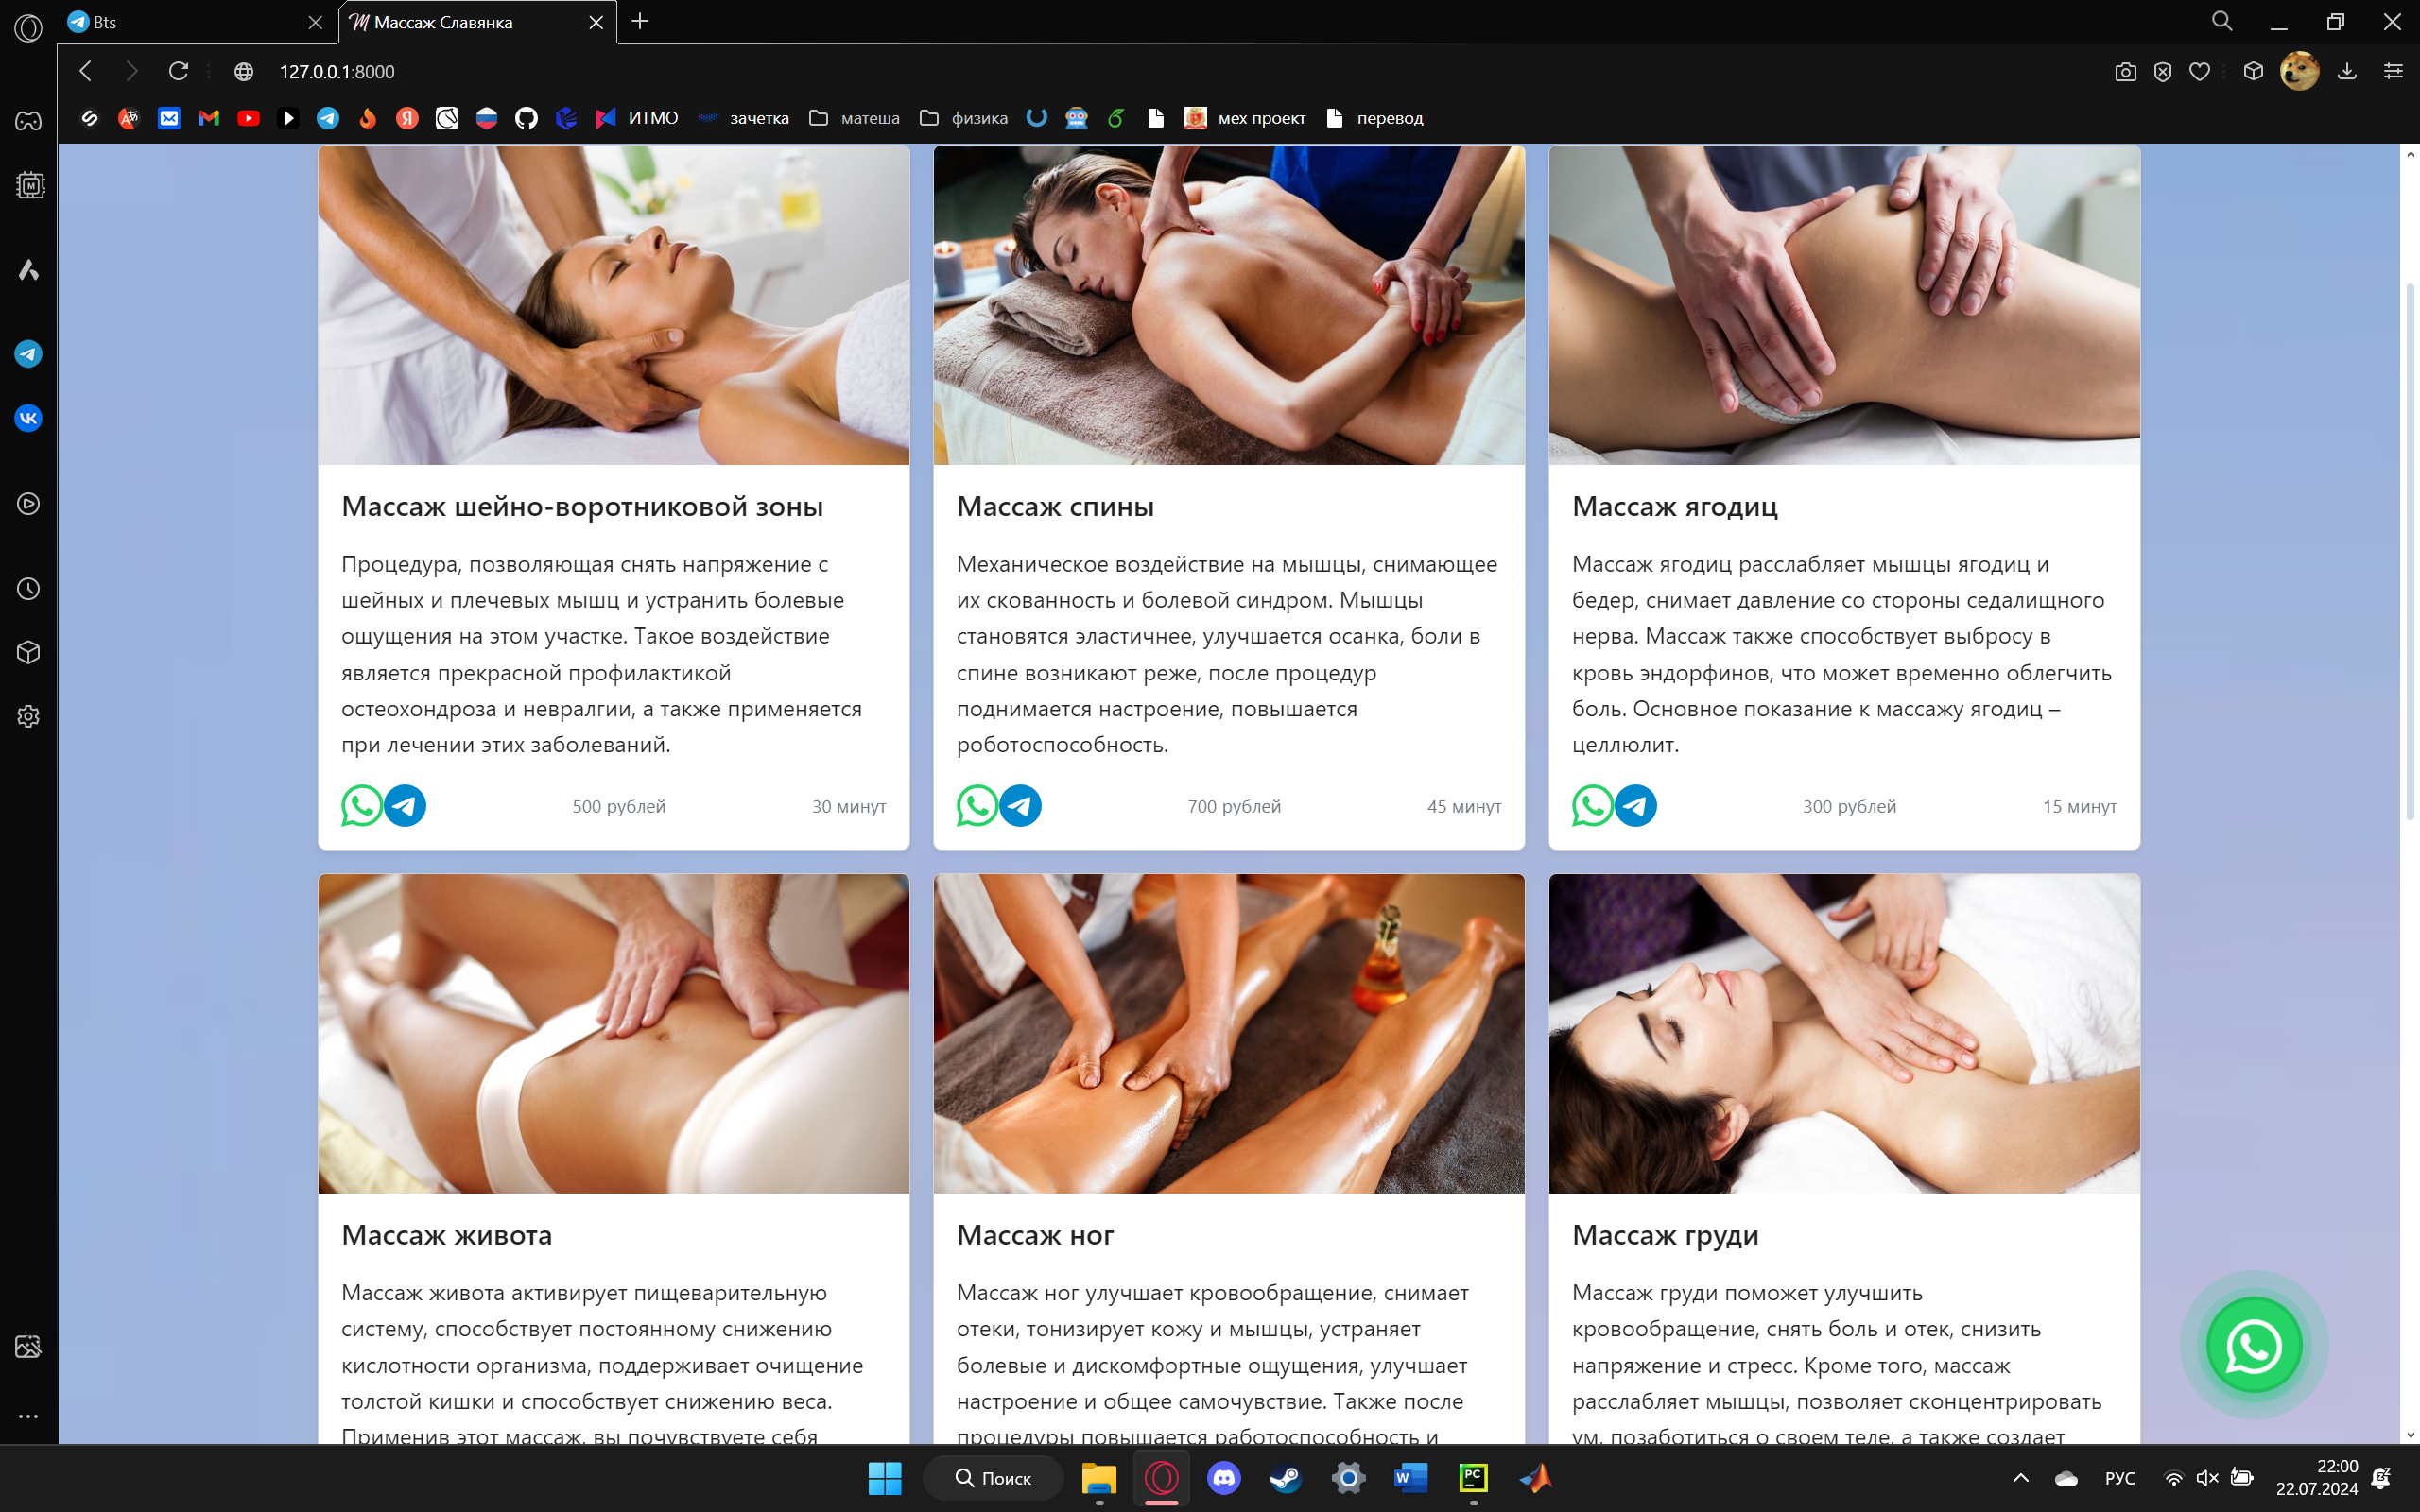 Bts
Массаж Славянка
127.0.0.1:8000
ИТМО
зачетка
матеша
физика
мех проект
перевод
Массаж шейно-воротниковой зоны
Процедура, позволяющая снять напряжение с
шейных и плечевых мышц и устранить болевые
ощущения на этом участке. Такое воздействие
является прекрасной профилактикой
остеохондроза и невралгии, а также применяется
при лечении этих заболеваний.
500 рублей
30 минут
Массаж спины
Механическое воздействие на мышцы, снимающее
их скованность и болевой синдром. Мышцы
становятся эластичнее, улучшается осанка, боли в
спине возникают реже, после процедур
поднимается настроение, повышается
роботоспособность.
700 рублей
45 минут
Массаж ягодиц
Массаж ягодиц расслабляет мышцы ягодиц и
бедер, снимает давление со стороны седалищного
нерва. Массаж также способствует выбросу в
кровь эндорфинов, что может временно облегчить
боль. Основное показание к массажу ягодиц –
целлюлит.
300 рублей
15 минут
Массаж живота
Массаж живота активирует пищеварительную
систему, способствует постоянному снижению
кислотности организма, поддерживает очищение
толстой кишки и способствует снижению веса.
Применив этот массаж, вы почувствуете себя
Массаж ног
Массаж ног улучшает кровообращение, снимает
отеки, тонизирует кожу и мышцы, устраняет
болевые и дискомфортные ощущения, улучшает
настроение и общее самочувствие. Также после
процедуры повышается работоспособность и
Массаж груди
Массаж груди поможет улучшить
кровообращение, снять боль и отек, снизить
напряжение и стресс. Кроме того, массаж
расслабляет мышцы, позволяет сконцентрировать
ум, позаботиться о своем теле, а также создает
Поиск
РУС
22:00
22.07.2024